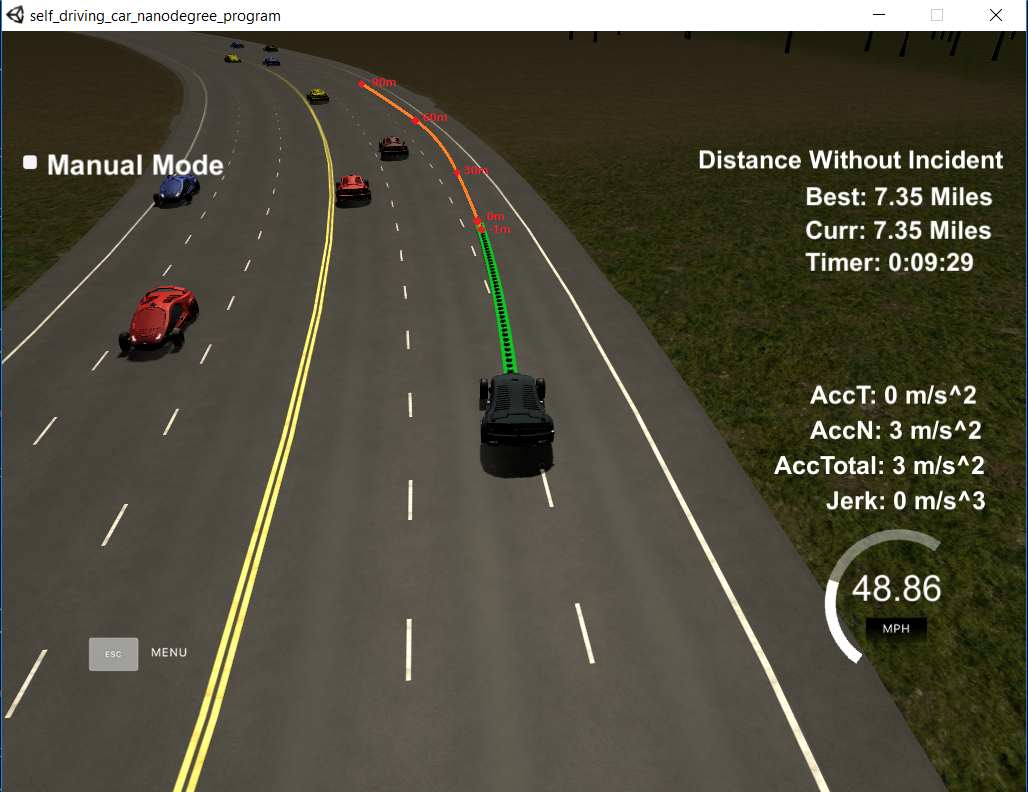 self_driving_car_nanodegree_program
90m
60m
Manual Mode
Distance Without Incident
30m
Best: 7.35 Miles
0m
-1m
Curr: 7.35 Miles
Timer: 0:09:29
AccT: 0 m/s^2
AccN: 3 m/s^2
AccTotal: 3 m/s^2
Jerk: 0 m/s^3
48.86
MPH
ESC MENU